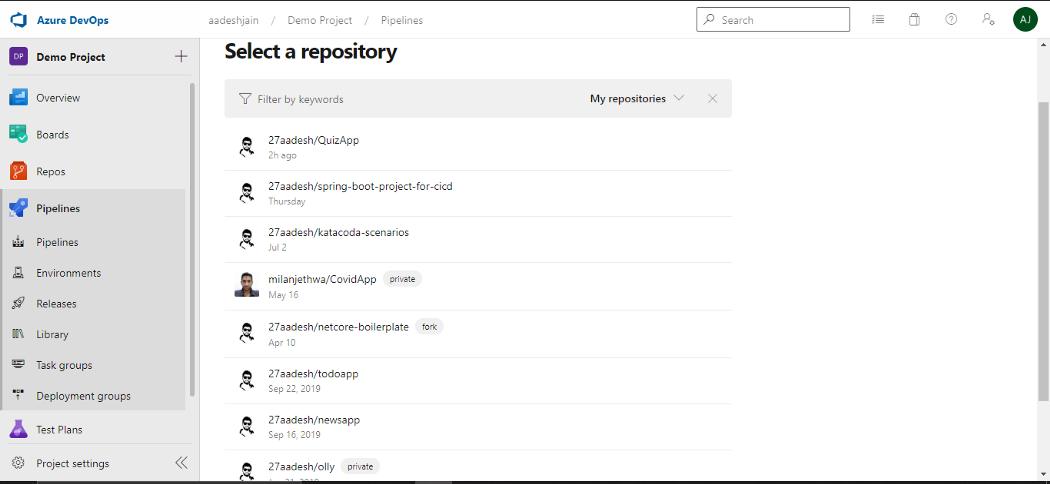 Azure DevOps
aadeshjain / Demo Project / Pipelines
Search
AJ
DP Demo Project
Overview
Boards
Repos
Pipelines
Pipelines
Environments
Releases
Library
Task groups
Deployment groups
Test Plans
Project settings
Select a repository
Filter by keywords
My repositories
27aadesh/QuizApp
2h ago
27aadesh/spring-boot-project-for-cicd
Thursday
27aadesh/katacoda-scenarios
Jul 2
milanjethwa/CovidApp private
May 16
27aadesh/netcore-boilerplate fork
Apr 10
27aadesh/todoapp
Sep 22, 2019
27aadesh/newsapp
Sep 16, 2019
27aadesh/olly private